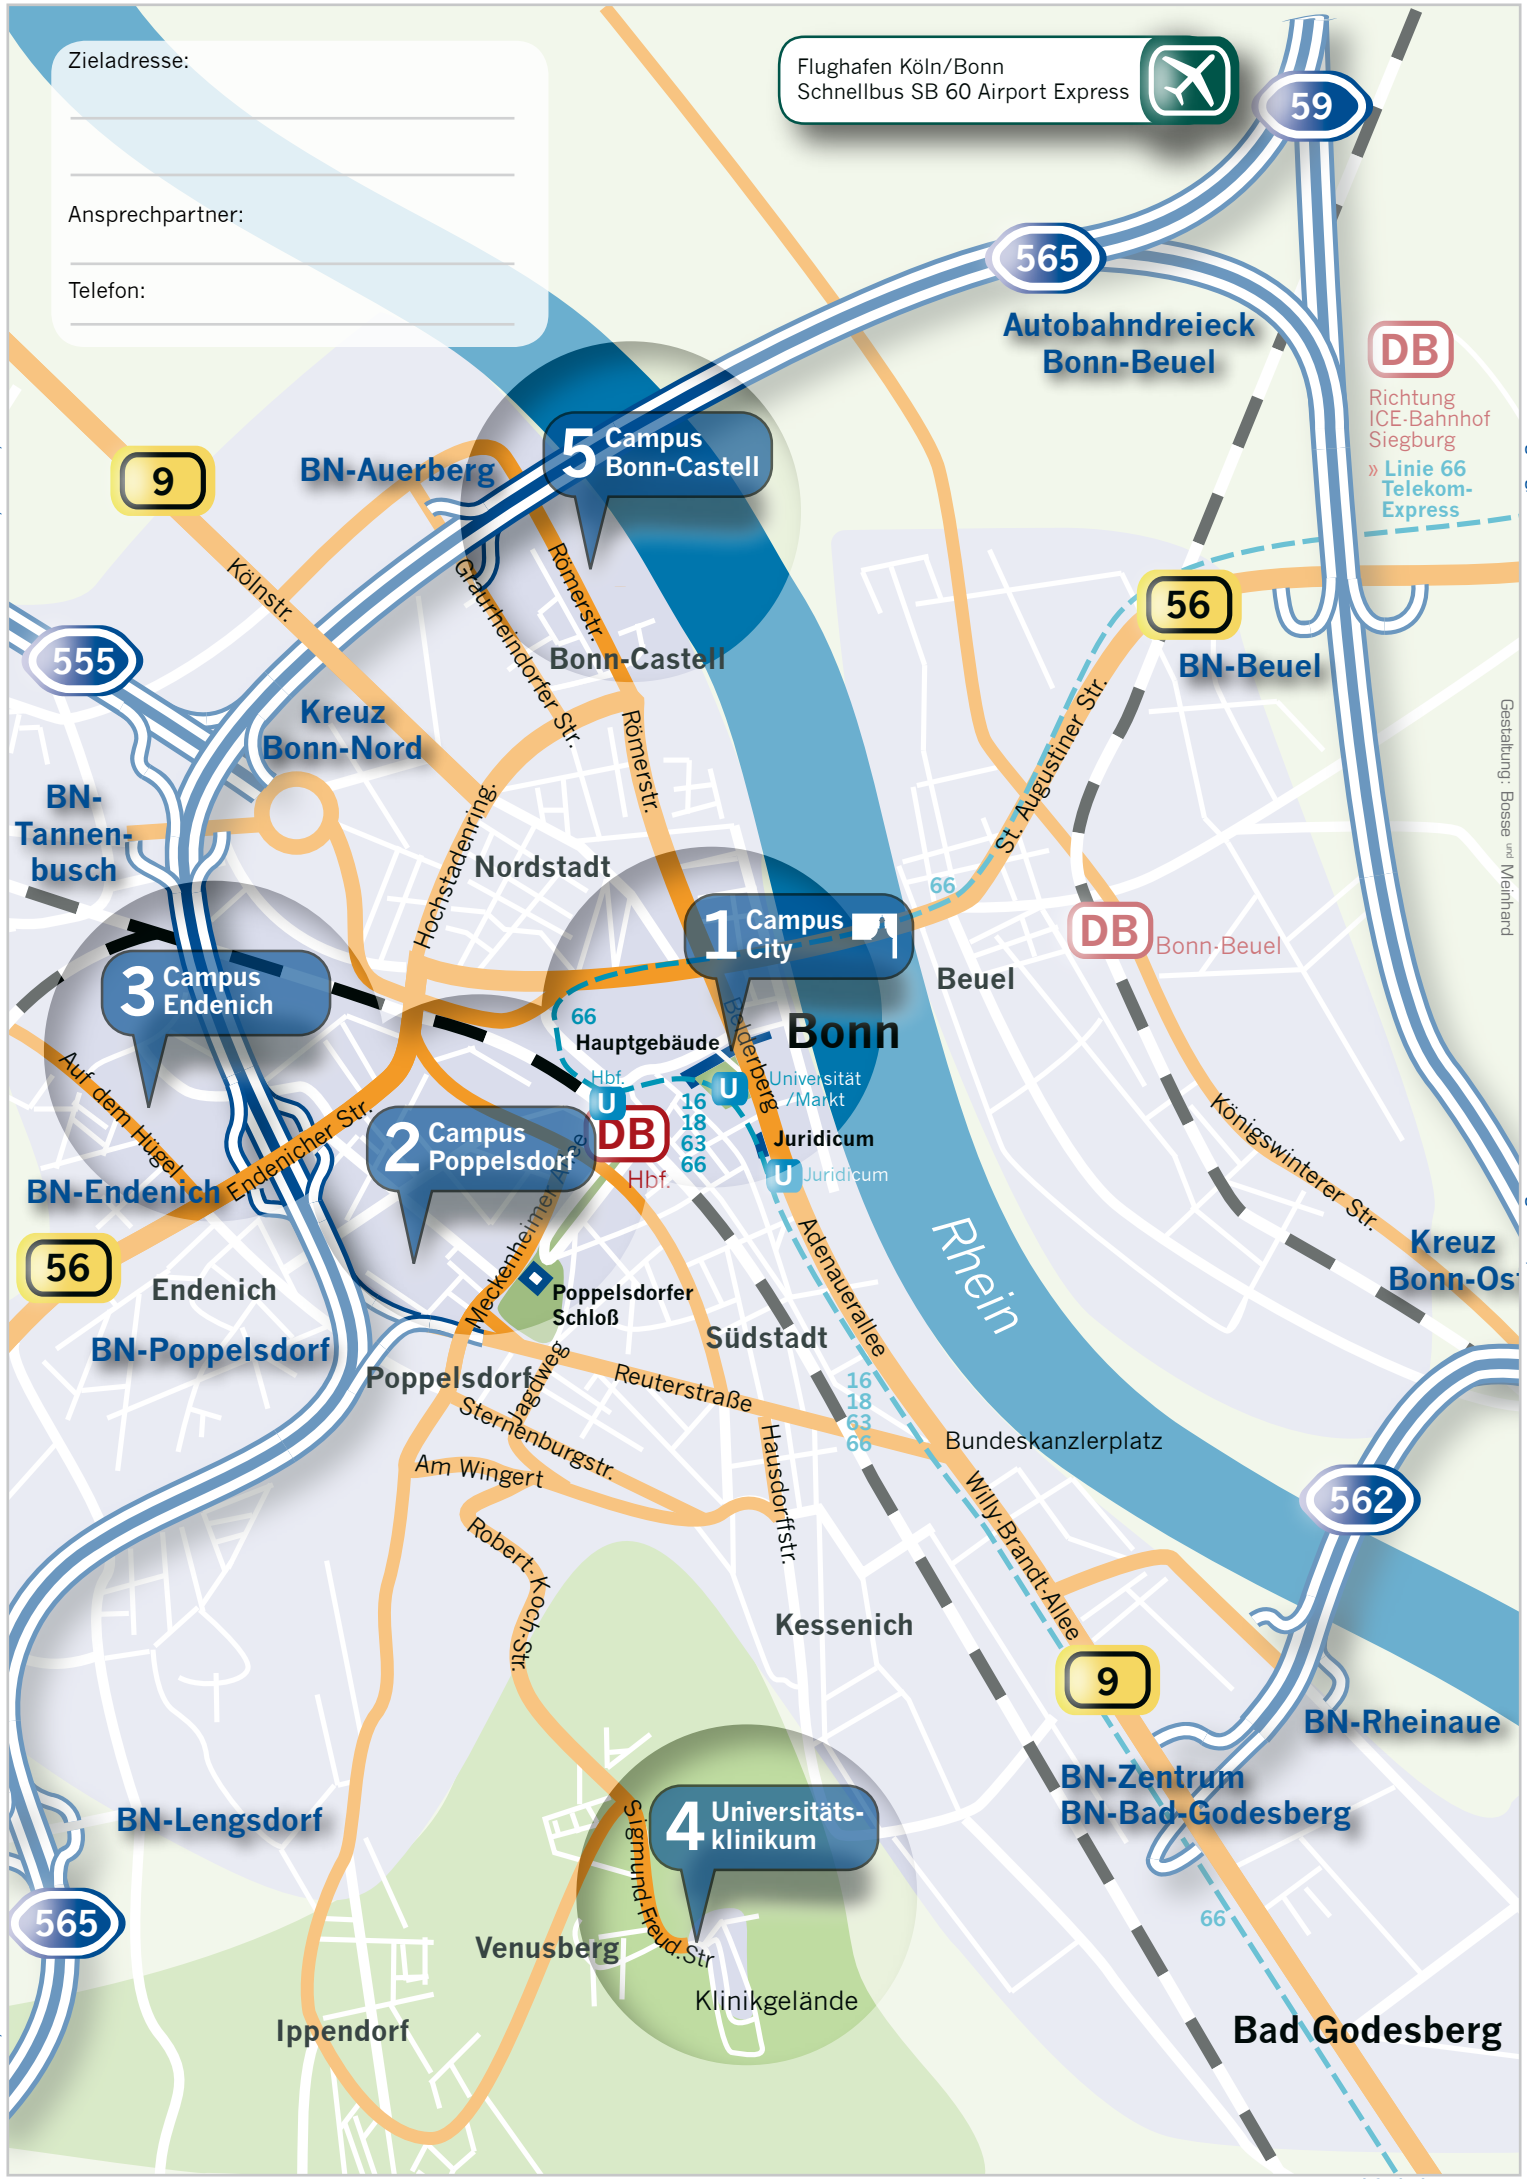 Zieladresse:
Ansprechpartner:
Telefon:
Flughafen Köln/Bonn
Schnellbus SB 60 Airport Express
59
565
Autobahndreieck
Bonn-Beuel
DB
Richtung
ICE-Bahnhof
Siegburg
» Linie 66
Telekom-
Express
9
BN-Auerberg
5 Campus
Bonn-Castell
Kölnstr.
Graurheindorfer Str.
Römerstr.
Bonn-Castell
56
BN-Beuel
555
Kreuz
Bonn-Nord
Römerstr.
St. Augustiner Str.
Gestaltung: Bosse und Meinhard
BN-
Tannen-
busch
Hochstadenring.
Nordstadt
66
1 Campus
City
DB
Bonn-Beuel
Beuel
3 Campus
Endenich
66
Hauptgebäude
Belderberg
Bonn
Hbf.
U
U
Universität
/Markt
Auf dem Hügel.
Endenicher Str.
2 Campus
Poppelsdorf
DB
Hbf.
16
18
63
66
Juridicum
U
Juridicum
Königswinterer Str.
BN-Endenich
56
Endenich
Meckenheimer Allee
Poppelsdorfer
Schloß
Adenauerallee
Rhein
Kreuz
Bonn-Ost
BN-Poppelsdorf
Südstadt
Poppelsdorf
Jagdweg
Reuterstraße
16
18
63
66
Sternenburgstr.
Bundeskanzlerplatz
Am Wingert
Hausdorffstr.
Willy-Brandt-Allee
562
Robert-Koch-Str.
Kessenich
9
BN-Rheinaue
BN-Zentrum
BN-Bad-Godesberg
BN-Lengsdorf
4 Universitäts-
klinikum
Sigmund-Freud.Str
565
66
Venusberg
Klinikgelände
Ippendorf
Bad Godesberg